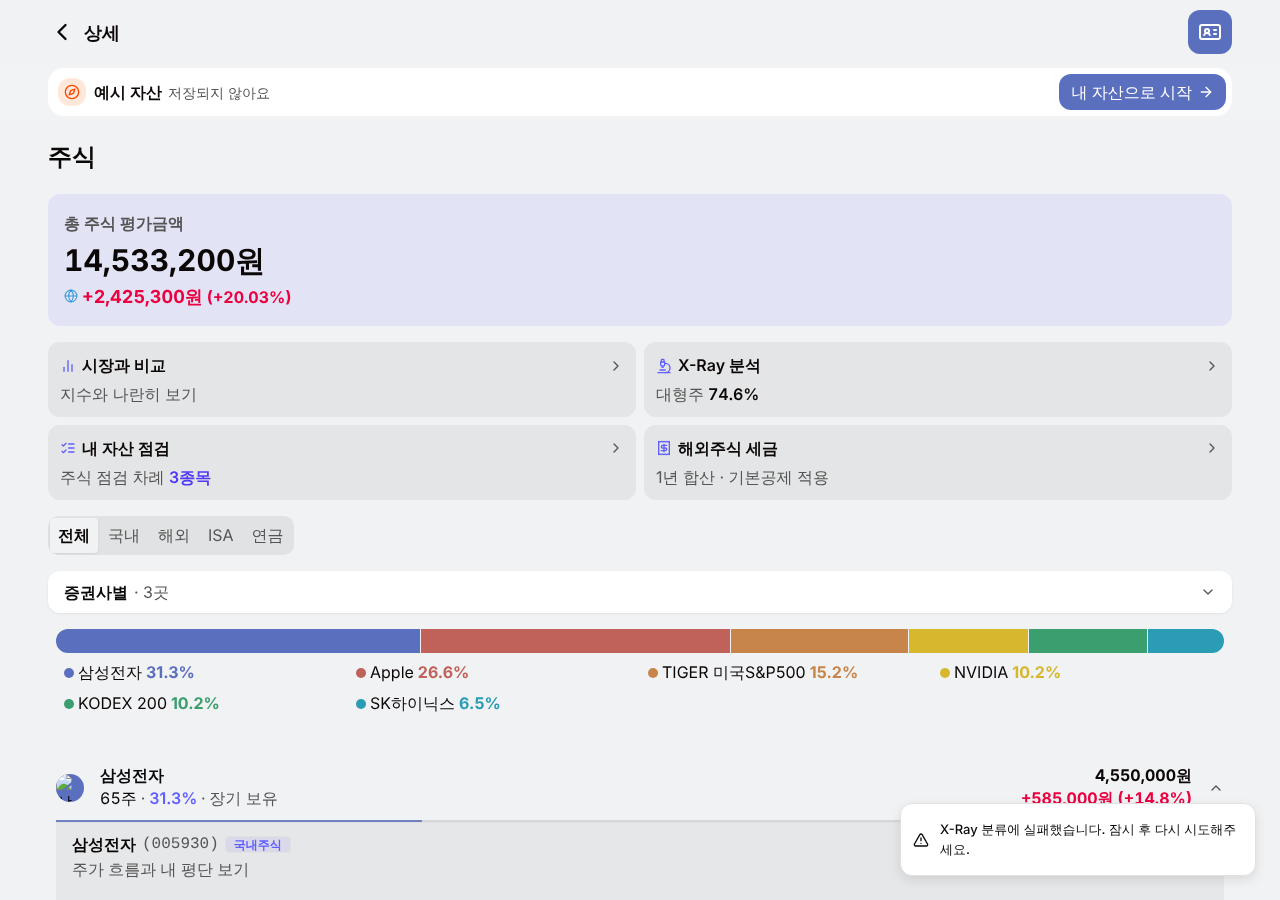 상세
예시 자산 저장되지 않아요
내 자산으로 시작
주식
총 주식 평가금액
14,533,200원
+2,425,300원 (+20.03%)
시장과 비교
지수와 나란히 보기
X-Ray 분석
대형주 74.6%
내 자산 점검
주식 점검 차례 3종목
해외주식 세금
1년 합산 · 기본공제 적용
전체 국내 해외 ISA 연금
증권사별 · 3곳
삼성전자 31.3% Apple 26.6% TIGER 미국S&P500 15.2% NVIDIA 10.2%
KODEX 200 10.2% SK하이닉스 6.5%
삼성전자 4,550,000원
65주 · 31.3% · 장기 보유 +585,000원 (+14.8%)
삼성전자 (005930) 국내주식
주가 흐름과 내 평단 보기
X-Ray 분류에 실패했습니다. 잠시 후 다시 시도해주
세요.